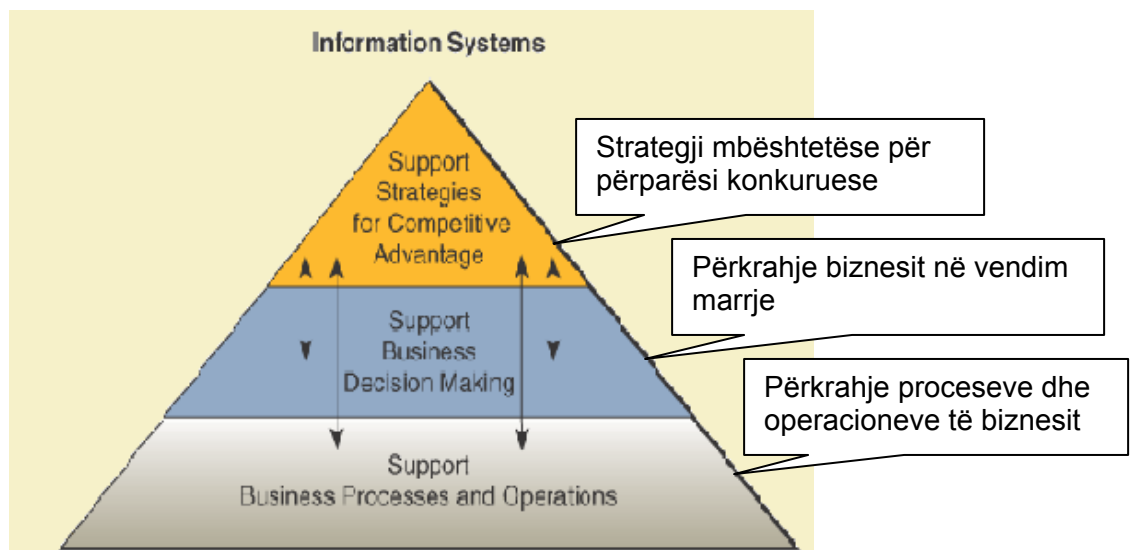 Information Systems
Support
Strategies
for Competitive
Advantage
Strategji mbështetëse për
përparësi konkuruese
Support
Business
Decision Making
Përkrahje biznesit në vendim
marrje
Support
Business Processes and Operations
Përkrahje proceseve dhe
operacioneve të biznesit